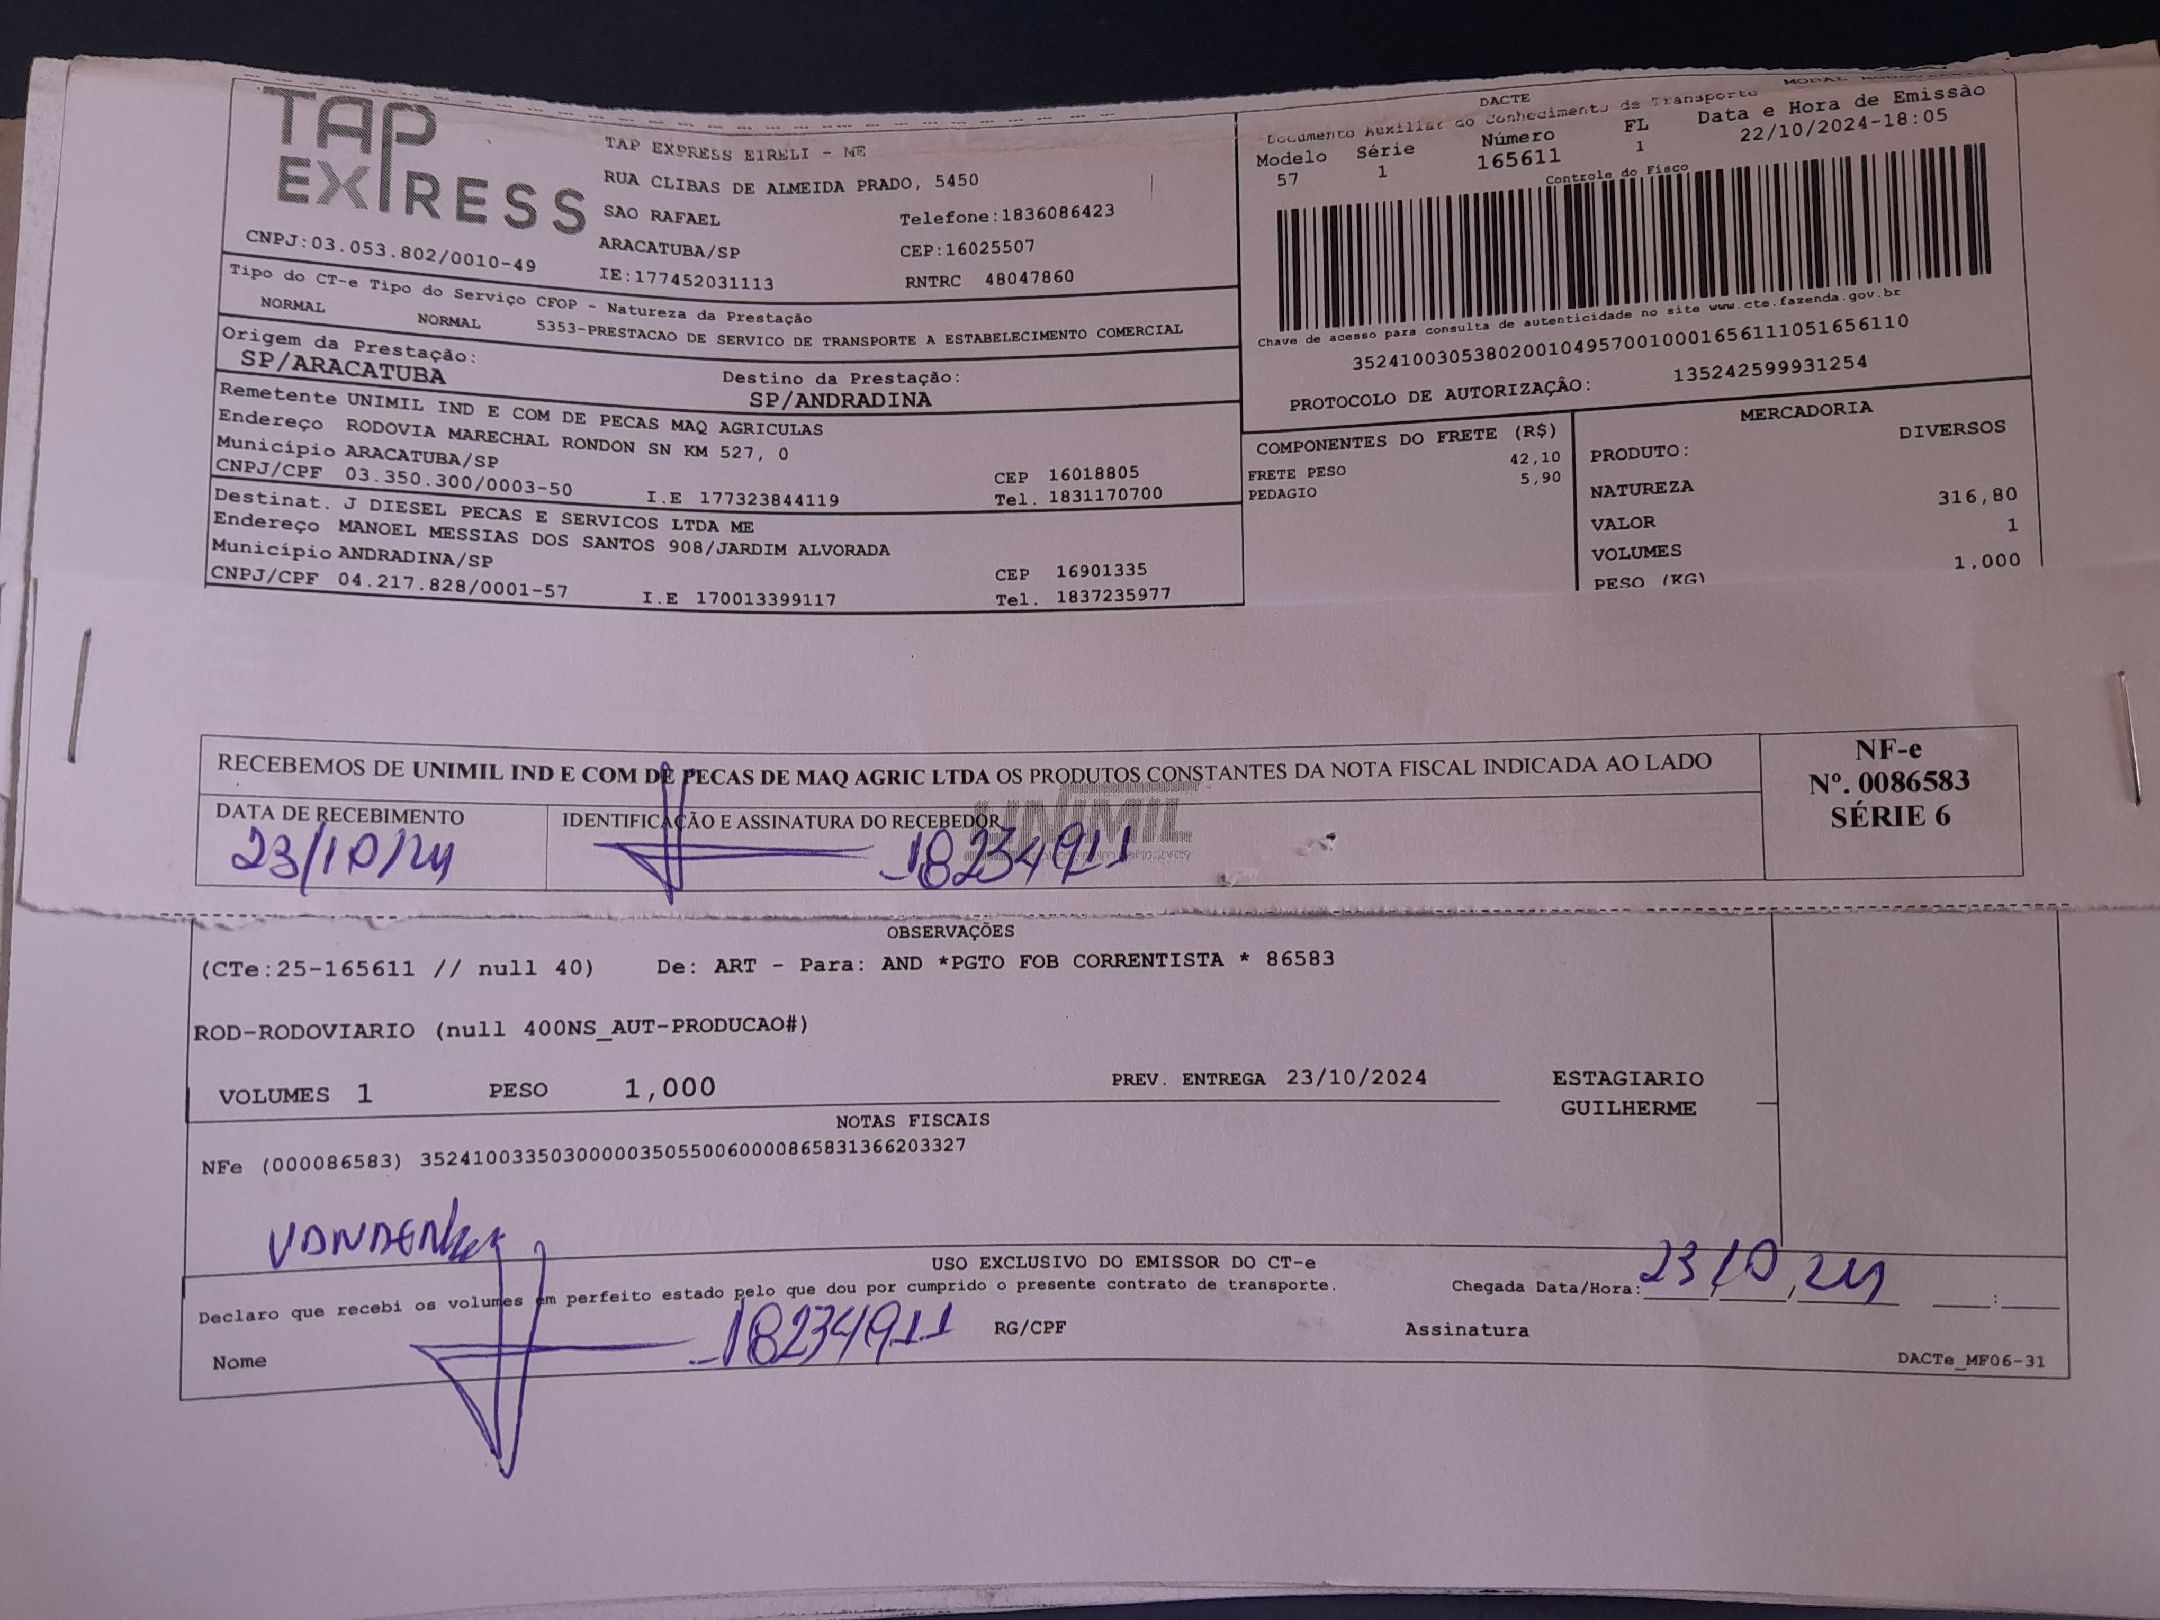 TAP
EXPRESS
TAP EXPRESS EIRELI - ME
RUA CLIBAS DE ALMEIDA PRADO, 5450
SAO RAFAEL Telefone:1836086423
ARACATUBA/SP CEP:16025507
CNPJ:03.053.802/0010-49 IE:177452031113 RNTRC 48047860
DACTE
Documento Auxiliar do Conhecimento de Transporte
Modelo Série Número FL Data e Hora de Emissão
57 1 165611 1 22/10/2024-18:05
Controle do Fisco
Chave de acesso para consulta de autenticidade no site www.cte.fazenda.gov.br
35241003053802001049570010001656111051656110
PROTOCOLO DE AUTORIZAÇÃO: 135242599931254
Tipo do CT-e Tipo do Serviço CFOP - Natureza da Prestação
NORMAL NORMAL 5353-PRESTACAO DE SERVICO DE TRANSPORTE A ESTABELECIMENTO COMERCIAL
Origem da Prestação: Destino da Prestação:
SP/ARACATUBA SP/ANDRADINA
Remetente UNIMIL IND E COM DE PECAS MAQ AGRICULAS
Endereço RODOVIA MARECHAL RONDON SN KM 527, 0
Município ARACATUBA/SP CEP 16018805
CNPJ/CPF 03.350.300/0003-50 I.E 177323844119 Tel. 1831170700
Destinat. J DIESEL PECAS E SERVICOS LTDA ME
Endereço MANOEL MESSIAS DOS SANTOS 908/JARDIM ALVORADA
Município ANDRADINA/SP CEP 16901335
CNPJ/CPF 04.217.828/0001-57 I.E 170013399117 Tel. 1837235977
COMPONENTES DO FRETE (R$)
FRETE PESO 42,10
PEDAGIO 5,90
MERCADORIA
PRODUTO: DIVERSOS
NATUREZA
VALOR 316,80
VOLUMES 1
PESO (KG) 1,000
RECEBEMOS DE UNIMIL IND E COM DE PECAS DE MAQ AGRIC LTDA OS PRODUTOS CONSTANTES DA NOTA FISCAL INDICADA AO LADO
DATA DE RECEBIMENTO IDENTIFICAÇÃO E ASSINATURA DO RECEBEDOR
UNIMIL
23/10/24 18234911
NF-e
Nº. 0086583
SÉRIE 6
OBSERVAÇÕES
(CTe:25-165611 // null 40) De: ART - Para: AND *PGTO FOB CORRENTISTA * 86583
ROD-RODOVIARIO (null 400NS_AUT-PRODUCAO#)
VOLUMES 1 PESO 1,000 PREV. ENTREGA 23/10/2024 ESTAGIARIO
GUILHERME
NOTAS FISCAIS
NFe (000086583) 35241003350300000350550060000865831366203327
USO EXCLUSIVO DO EMISSOR DO CT-e
Declaro que recebi os volumes em perfeito estado pelo que dou por cumprido o presente contrato de transporte. Chegada Data/Hora: 23/10/24 :
Nome 18234911 RG/CPF Assinatura
DACTe_MF06-31